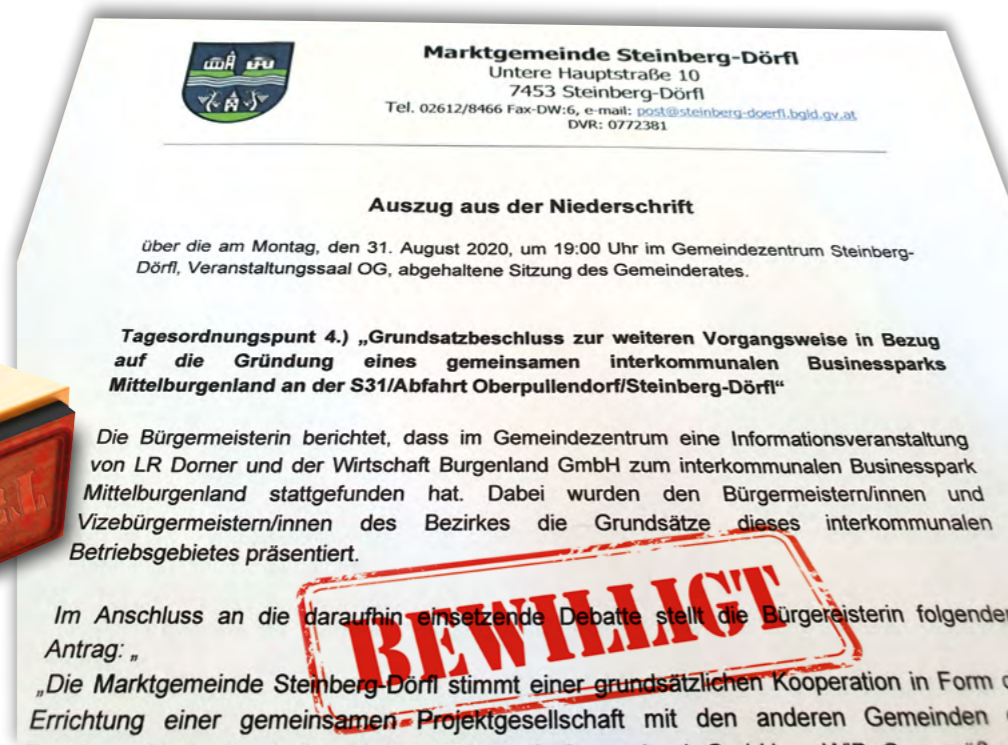 Marktgemeinde Steinberg-Dörfl
Untere Hauptstraße 10
7453 Steinberg-Dörfl
Tel. 02612/8466 Fax-DW:6, e-mail: post@steinberg-doerfl.bgld.gv.at
DVR: 0772381
Auszug aus der Niederschrift
über die am Montag, den 31. August 2020, um 19:00 Uhr im Gemeindezentrum Steinberg-
Dörfl, Veranstaltungssaal OG, abgehaltene Sitzung des Gemeinderates.
Tagesordnungspunt 4.) „Grundsatzbeschluss zur weiteren Vorgangsweise in Bezug
auf die Gründung eines gemeinsamen interkommunalen Businessparks
Mittelburgenland an der S31/Abfahrt Oberpullendorf/Steinberg-Dörfl“
Die Bürgermeisterin berichtet, dass im Gemeindezentrum eine Informationsveranstaltung
von LR Dorner und der Wirtschaft Burgenland GmbH zum interkommunalen Businesspark
Mittelburgenland stattgefunden hat. Dabei wurden den Bürgermeistern/innen und
Vizebürgermeistern/innen des Bezirkes die Grundsätze dieses interkommunalen
Betriebsgebietes präsentiert.
Im Anschluss an die daraufhin einsetzende Debatte stellt die Bürgereisterin folgenden
Antrag: „
BEWILLIGT
„Die Marktgemeinde Steinberg-Dörfl stimmt einer grundsätzlichen Kooperation in Form
Errichtung einer gemeinsamen Projektgesellschaft mit den anderen Gemeinden